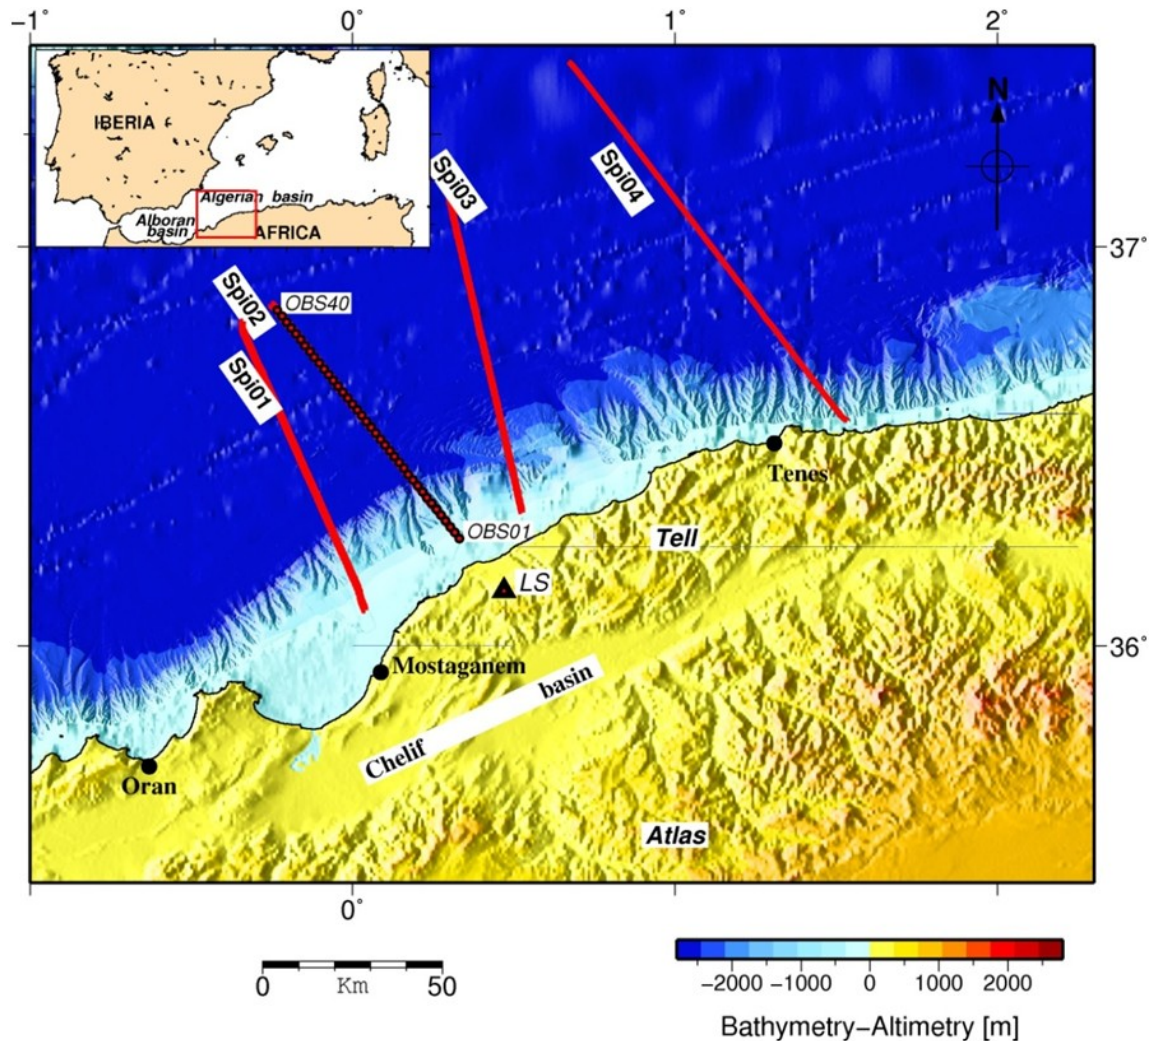 −1° 0° 1° 2°
IBERIA
Algerian basin
Alboran
basin
AFRICA
N
Spi03
Spi04
37°
Spi02
OBS40
Spi01
Tenes
OBS01
Tell
LS
36°
Mostaganem
Chelif basin
Oran
Atlas
0°
0 Km 50
−2000 −1000 0 1000 2000
Bathymetry−Altimetry [m]